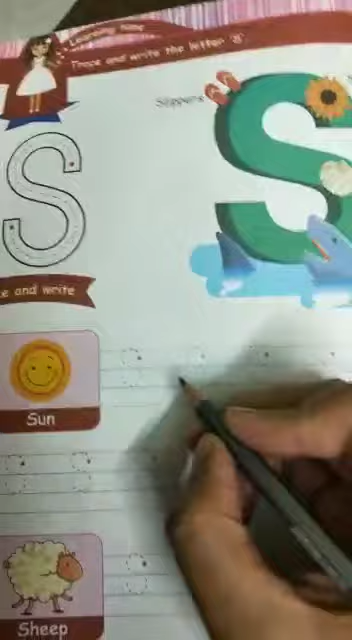 Learning Time
Trace and write the letter 'S'
Slippers
S
S
e and write
Sun
Sheep